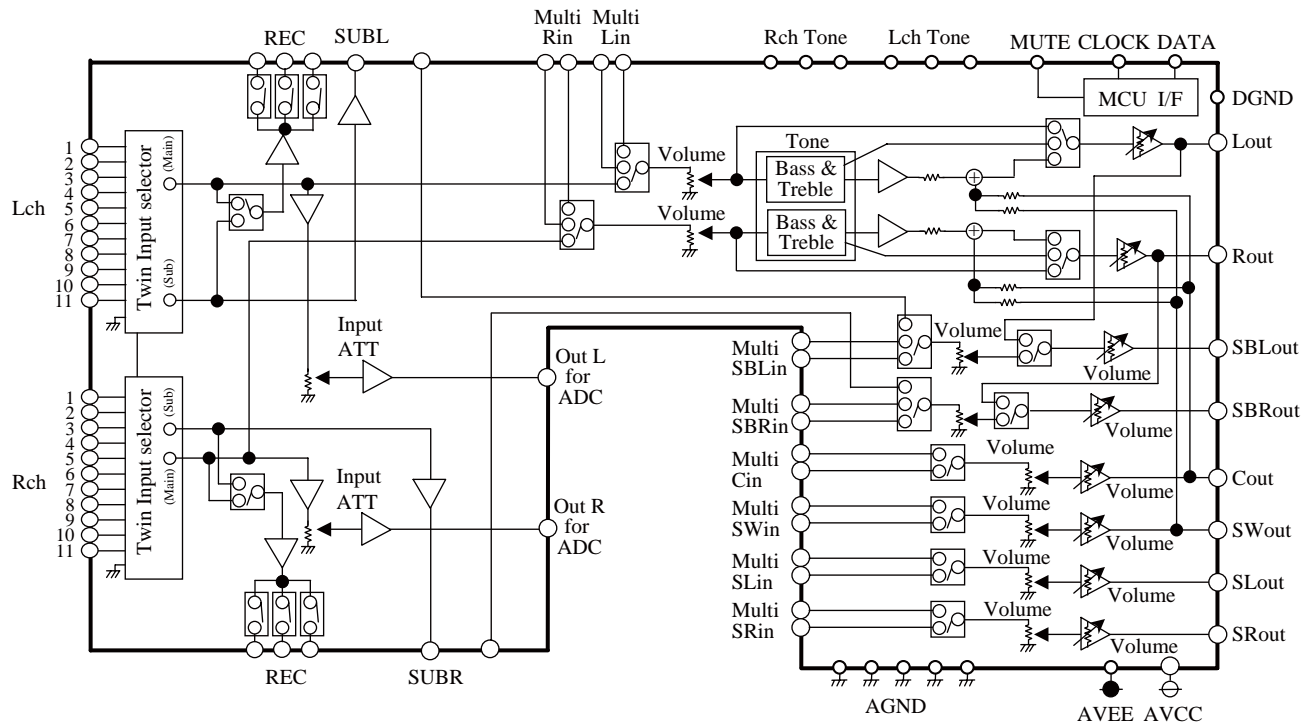 REC
SUBL
Multi
Rin
Multi
Lin
Rch Tone
Lch Tone
MUTE CLOCK DATA
MCU I/F
DGND
1
2
3
4
5
6
7
8
9
10
11
Lch
Twin Input selector
(Main)
(Sub)
Volume
Volume
Tone
Bass &
Treble
Bass &
Treble
Lout
Rout
Input
ATT
Out L
for
ADC
Multi
SBLin
Volume
Volume
SBLout
1
2
3
4
5
6
7
8
9
10
11
Rch
Twin Input selector
(Sub)
(Main)
Input
ATT
Out R
for
ADC
Multi
SBRin
Volume
Volume
SBRout
Multi
Cin
Volume
Volume
Cout
Multi
SWin
Volume
Volume
SWout
Multi
SLin
Volume
Volume
SLout
Multi
SRin
Volume
Volume
SRout
REC
SUBR
AGND
AVEE
AVCC